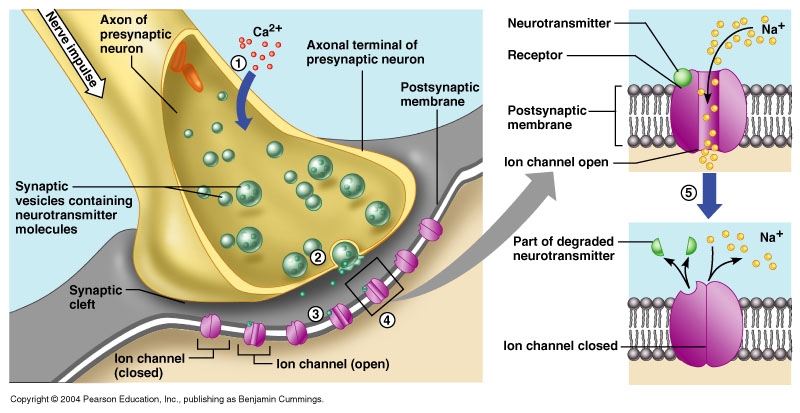 Nerve impulse
Axon of
presynaptic
neuron
Ca2+
1
Axonal terminal of
presynaptic neuron
Postsynaptic
membrane
Synaptic
vesicles containing
neurotransmitter
molecules
2
Synaptic
cleft
3
4
Ion channel
(closed)
Ion channel (open)
Neurotransmitter
Na+
Receptor
Postsynaptic
membrane
Ion channel open
5
Part of degraded
neurotransmitter
Na+
Ion channel closed
Copyright © 2004 Pearson Education, Inc., publishing as Benjamin Cummings.